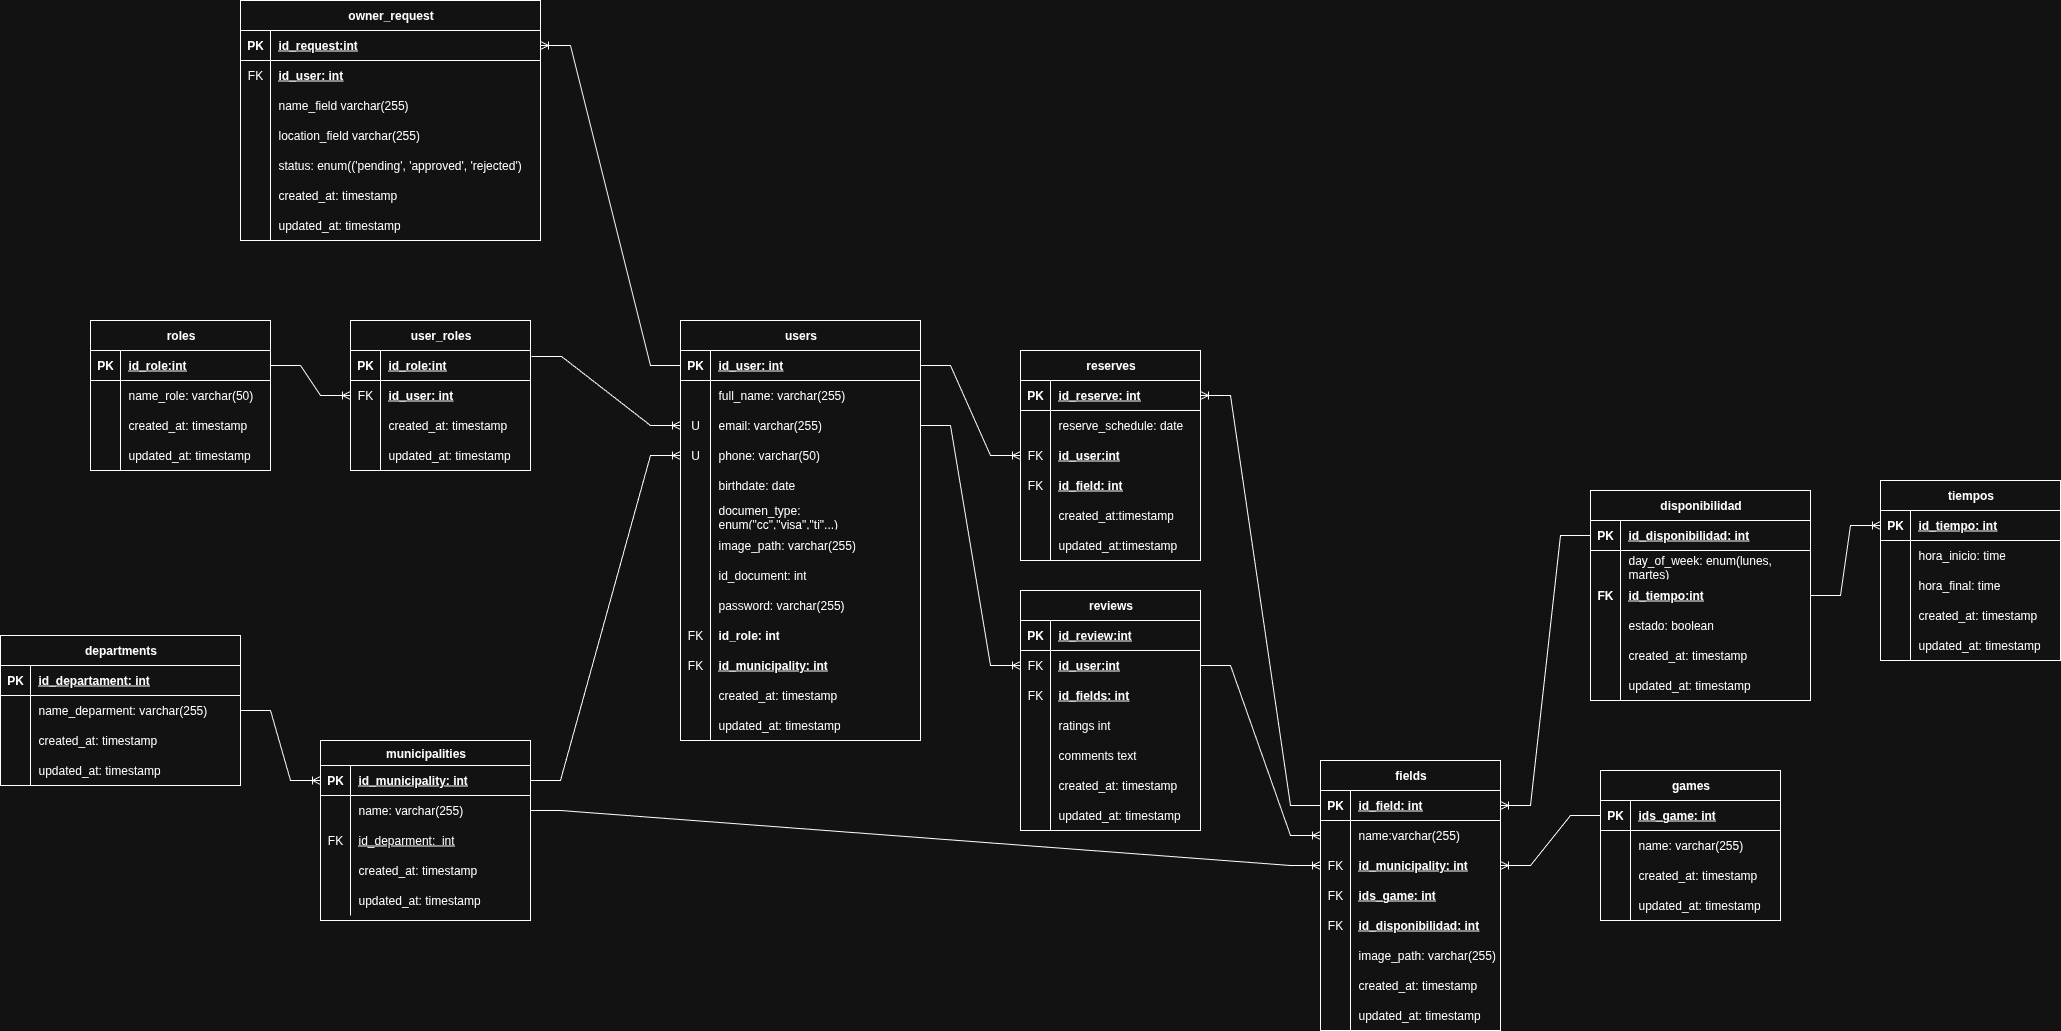 owner_request
PK id_request:int
FK id_user: int
name_field varchar(255)
location_field varchar(255)
status: enum(('pending', 'approved', 'rejected')
created_at: timestamp
updated_at: timestamp
roles
PK id_role:int
name_role: varchar(50)
created_at: timestamp
updated_at: timestamp
user_roles
PK id_role:int
FK id_user: int
created_at: timestamp
updated_at: timestamp
users
PK id_user: int
full_name: varchar(255)
U email: varchar(255)
U phone: varchar(50)
birthdate: date
documen_type:
enum("cc","visa","ti"...)
image_path: varchar(255)
id_document: int
password: varchar(255)
FK id_role: int
FK id_municipality: int
created_at: timestamp
updated_at: timestamp
reserves
PK id_reserve: int
reserve_schedule: date
FK id_user:int
FK id_field: int
created_at:timestamp
updated_at:timestamp
reviews
PK id_review:int
FK id_user:int
FK id_fields: int
ratings int
comments text
created_at: timestamp
updated_at: timestamp
disponibilidad
PK id_disponibilidad: int
day_of_week: enum(lunes,
martes)
FK id_tiempo:int
estado: boolean
created_at: timestamp
updated_at: timestamp
tiempos
PK id_tiempo: int
hora_inicio: time
hora_final: time
created_at: timestamp
updated_at: timestamp
departments
PK id_departament: int
name_deparment: varchar(255)
created_at: timestamp
updated_at: timestamp
municipalities
PK id_municipality: int
name: varchar(255)
FK id_deparment: int
created_at: timestamp
updated_at: timestamp
fields
PK id_field: int
name:varchar(255)
FK id_municipality: int
FK ids_game: int
FK id_disponibilidad: int
image_path: varchar(255)
created_at: timestamp
updated_at: timestamp
games
PK ids_game: int
name: varchar(255)
created_at: timestamp
updated_at: timestamp